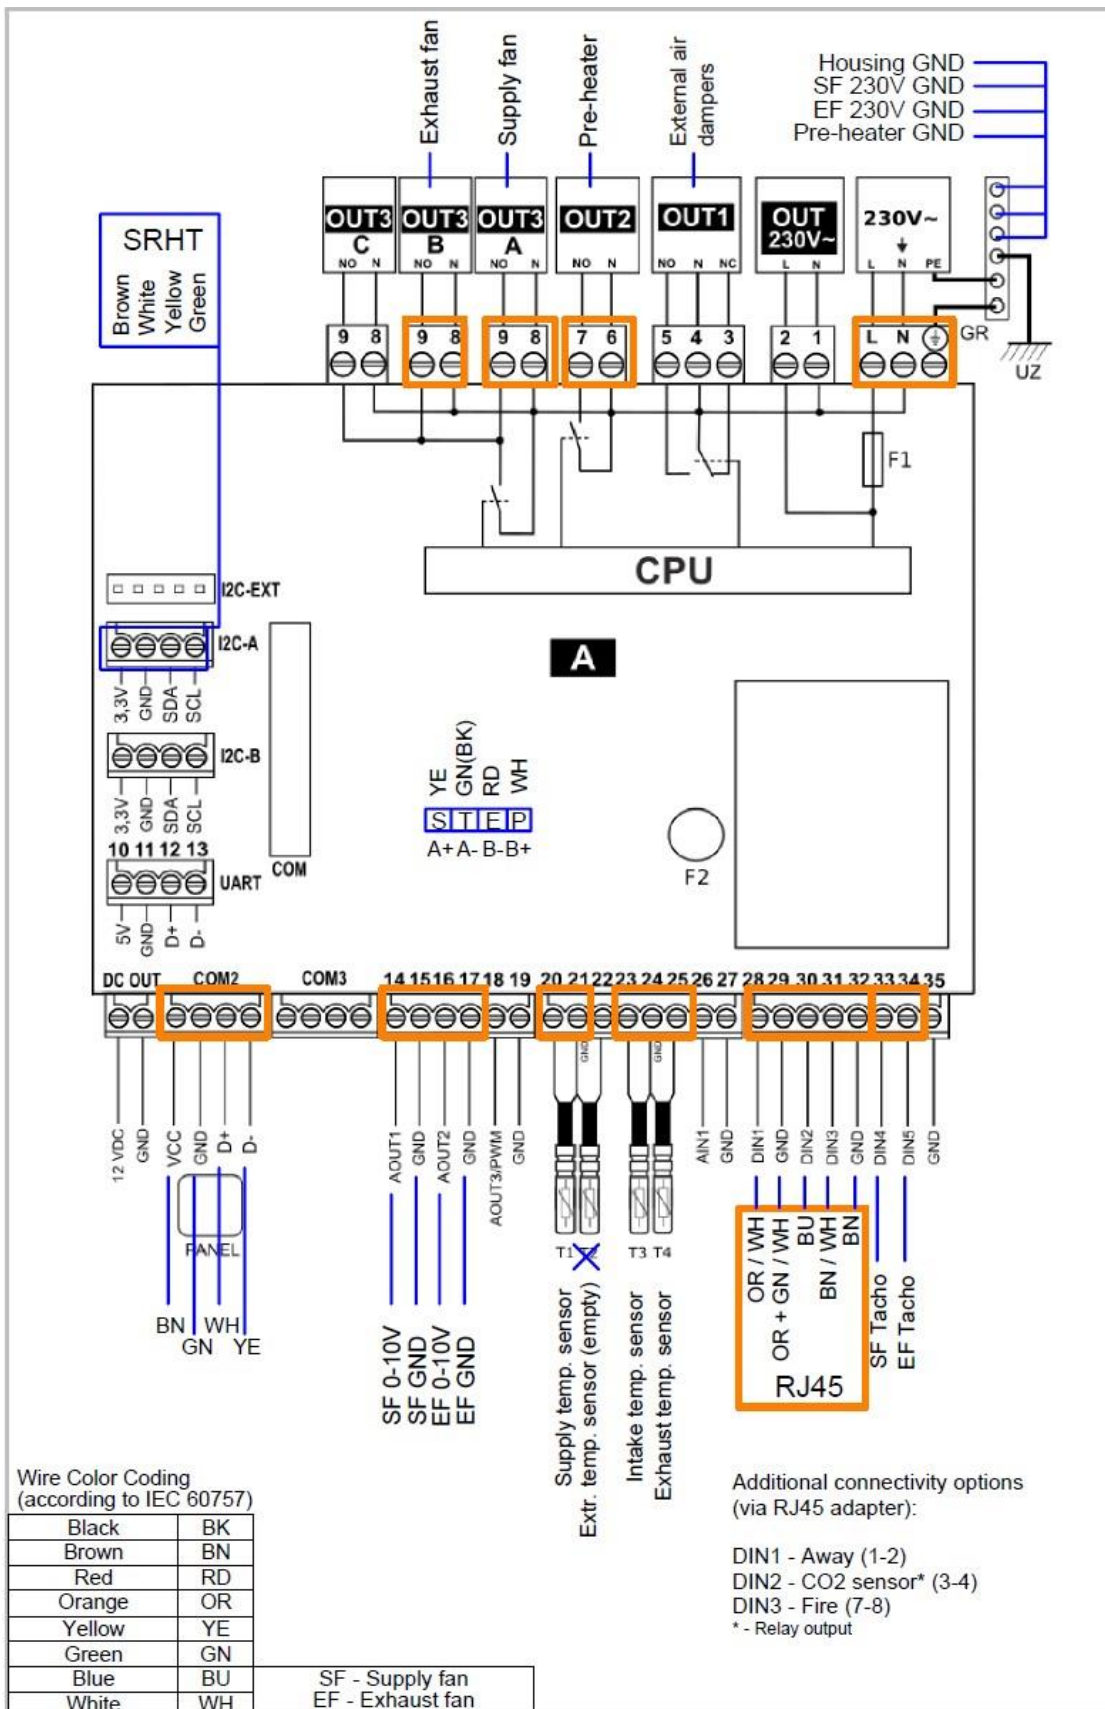 Exhaust fan
Supply fan
Pre-heater
External air
dampers
Housing GND
SF 230V GND
EF 230V GND
Pre-heater GND
SRHT
Brown
White
Yellow
Green
OUT3 OUT3 OUT3 OUT2 OUT1 OUT 230V~
C B A 230V~
NO N NO N NO N NO N NO N NC L N L N PE
9 8 9 8 9 8 7 6 5 4 3 2 1 L N GR
UZ
F1
CPU
I2C-EXT
A
I2C-A
3,3V GND SDA SCL
I2C-B
3,3V GND SDA SCL
YE GN(BK) RD WH
S T E P
A+ A- B- B+
F2
10 11 12 13
UART
COM
5V GND D+ D-
DC OUT COM2 COM3 14 15 16 17 18 19 20 21 22 23 24 25 26 27 28 29 30 31 32 33 34 35
12 VDC GND VCC GND D+ D- AOUT1 GND AOUT2 GND AOUT3/PWM GND GND GND AIN1 GND DIN1 GND DIN2 DIN3 GND DIN4 DIN5 GND
PANEL
BN GN WH YE
T1 T2 T3 T4
SF 0-10V
SF GND
EF 0-10V
EF GND
Supply temp. sensor
Extr. temp. sensor (empty)
Intake temp. sensor
Exhaust temp. sensor
OR / WH
OR + GN / WH
BU
BN / WH
BN
RJ45
SF Tacho
EF Tacho
Wire Color Coding
(according to IEC 60757)
Black BK
Brown BN
Red RD
Orange OR
Yellow YE
Green GN
Blue BU
White WH
SF - Supply fan
EF - Exhaust fan
Additional connectivity options
(via RJ45 adapter):
DIN1 - Away (1-2)
DIN2 - CO2 sensor* (3-4)
DIN3 - Fire (7-8)
* - Relay output